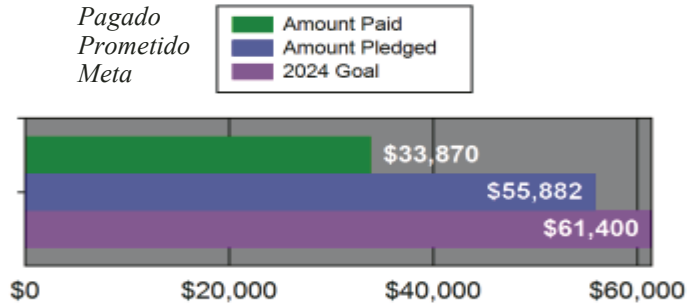 Pagado
Prometido
Meta
Amount Paid
Amount Pledged
2024 Goal
$33,870
$55,882
$61,400
$0 $20,000 $40,000 $60,000